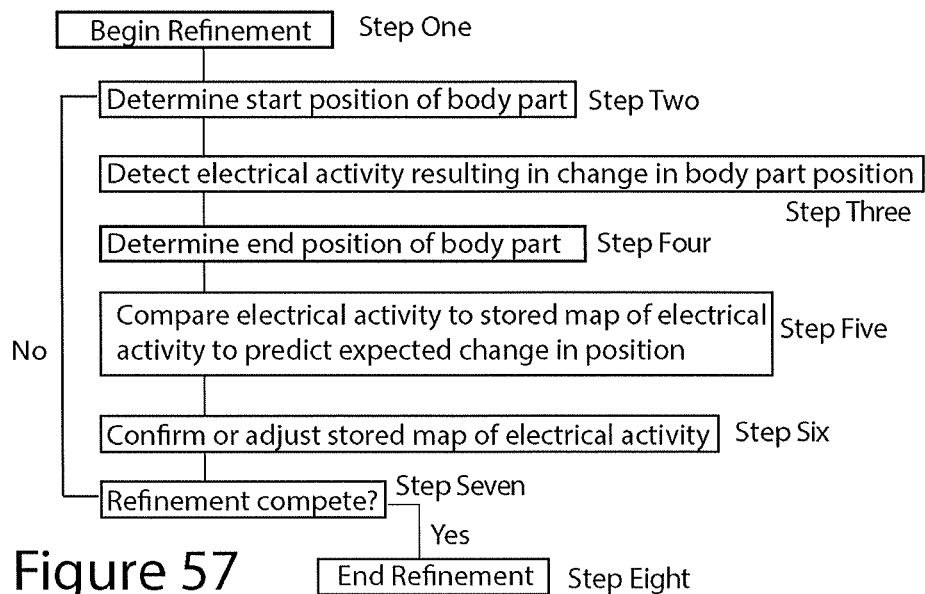 Begin Refinement Step One
Determine start position of body part Step Two
Detect electrical activity resulting in change in body part position
Step Three
Determine end position of body part Step Four
Compare electrical activity to stored map of electrical
activity to predict expected change in position
Step Five
No
Confirm or adjust stored map of electrical activity Step Six
Refinement compete? Step Seven
Yes
End Refinement Step Eight
Figure 57